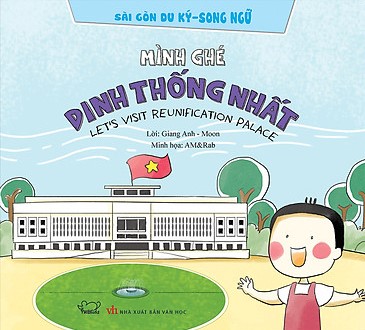 SÀI GÒN DU KÝ-SONG NGỮ
MÌNH GHÉ
DINH THỐNG NHẤT
LET'S VISIT REUNIFICATION PALACE
Lời: Giang Anh - Moon
Minh họa: AM&Rab
NHÀ XUẤT BẢN VĂN HỌC